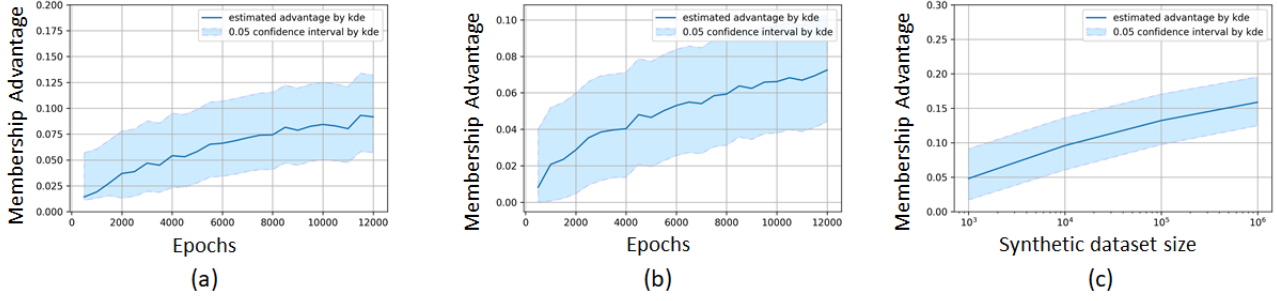 0.200
0.175
0.150
0.125
0.100
0.075
0.050
0.025
0.000
Membership Advantage
estimated advantage by kde
0.05 confidence interval by kde
0 2000 4000 6000 8000 10000 12000
Epochs
(a)
0.10
0.08
0.06
0.04
0.02
0.00
Membership Advantage
estimated advantage by kde
0.05 confidence interval by kde
0 2000 4000 6000 8000 10000 12000
Epochs
(b)
0.30
0.25
0.20
0.15
0.10
0.05
0.00
Membership Advantage
estimated advantage by kde
0.05 confidence interval by kde
10³ 10⁴ 10⁵ 10⁶
Synthetic dataset size
(c)